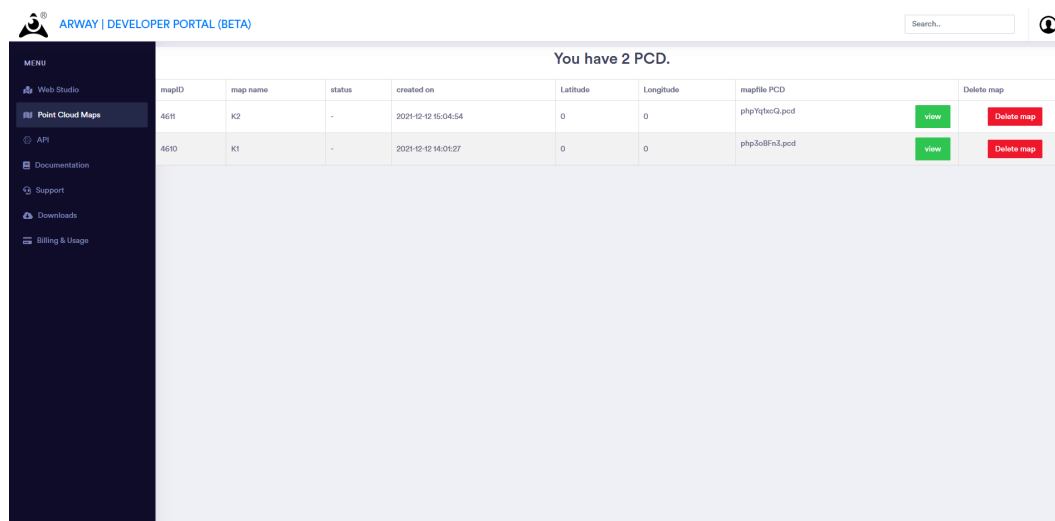 ®
ARWAY | DEVELOPER PORTAL (BETA)
Search..
MENU
Web Studio
Point Cloud Maps
API
Documentation
Support
Downloads
Billing & Usage
You have 2 PCD.
mapID map name status created on Latitude Longitude mapfile PCD Delete map
4611 K2 - 2021-12-12 15:04:54 0 0 phpYq1xcQ.pcd view Delete map
4610 K1 - 2021-12-12 14:01:27 0 0 php3oBFn3.pcd view Delete map